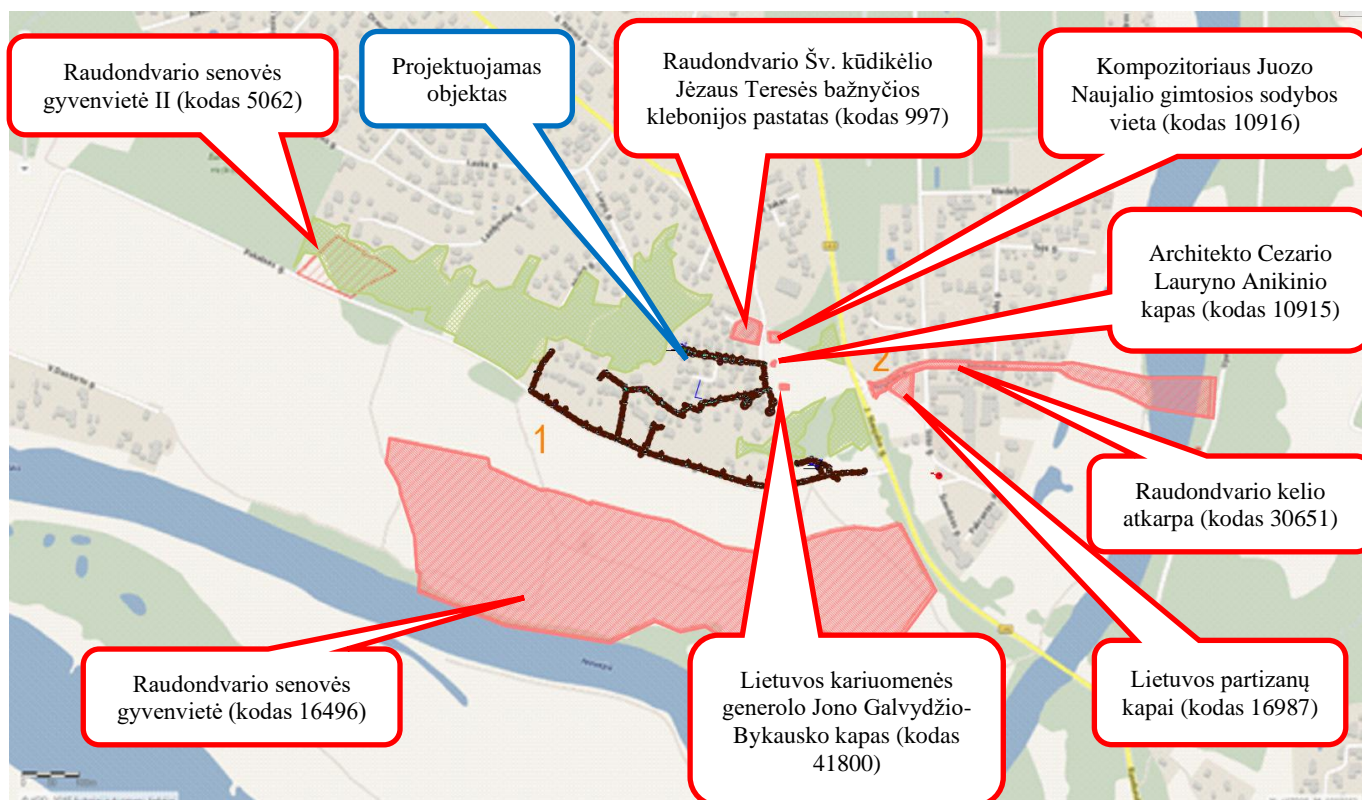 Raudondvario senovės
gyvenvietė II (kodas 5062)
Projektuojamas
objektas
Raudondvario Šv. kūdikėlio
Jėzaus Teresės bažnyčios
klebonijos pastatas (kodas 997)
Kompozitoriaus Juozo
Naujalio gimtosios sodybos
vieta (kodas 10916)
Architekto Cezario
Lauryno Anikinio
kapas (kodas 10915)
2
1
Raudondvario kelio
atkarpa (kodas 30651)
Raudondvario senovės
gyvenvietė (kodas 16496)
Lietuvos kariuomenės
generolo Jono Galvydžio-
Bykausko kapas (kodas
41800)
Lietuvos partizanų
kapai (kodas 16987)